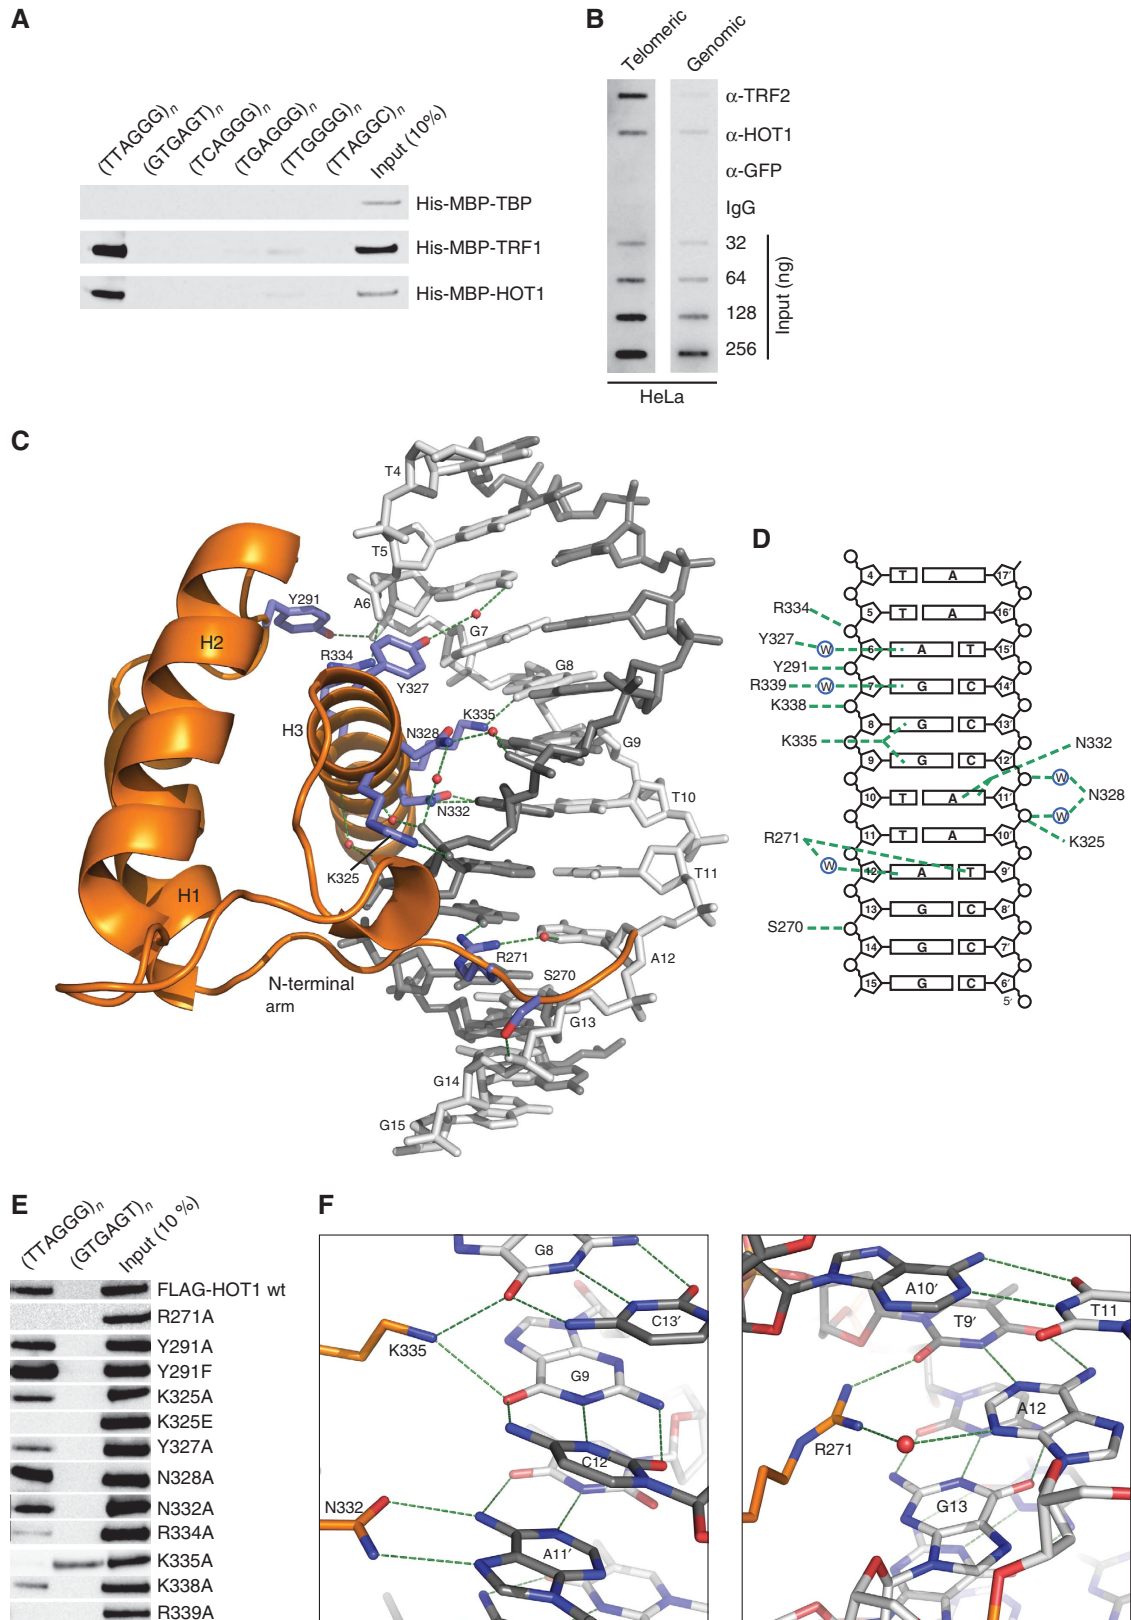 A
(TTAGGG)n
(GTGAGT)n
(TCAGGG)n
(TGAGGG)n
(TTGGGG)n
(TTAGGC)n
Input (10%)
His-MBP-TBP
His-MBP-TRF1
His-MBP-HOT1
B
Telomeric
Genomic
α-TRF2
α-HOT1
α-GFP
IgG
32
64
128
256
Input (ng)
HeLa
C
T4
T5
A6
G7
G8
G9
T10
T11
A12
G13
G14
G15
Y291
R334
Y327
H2
H3
K335
N328
N332
K325
H1
R271
S270
N-terminal
arm
D
4 T A 17′
5 T A 16′
6 A T 15′
7 G C 14′
8 G C 13′
9 G C 12′
10 T A 11′
11 T A 10′
12 A T 9′
13 G C 8′
14 G C 7′
15 G C 6′
5′
R334
Y327 W
Y291
R339 W
K338
K335
R271
W
S270
N332
W
N328
W
K325
E
(TTAGGG)n
(GTGAGT)n
Input (10 %)
FLAG-HOT1 wt
R271A
Y291A
Y291F
K325A
K325E
Y327A
N328A
N332A
R334A
K335A
K338A
R339A
F
G8
C13′
K335
G9
C12′
N332
A11′
A10′
T11
T9′
A12
R271
G13